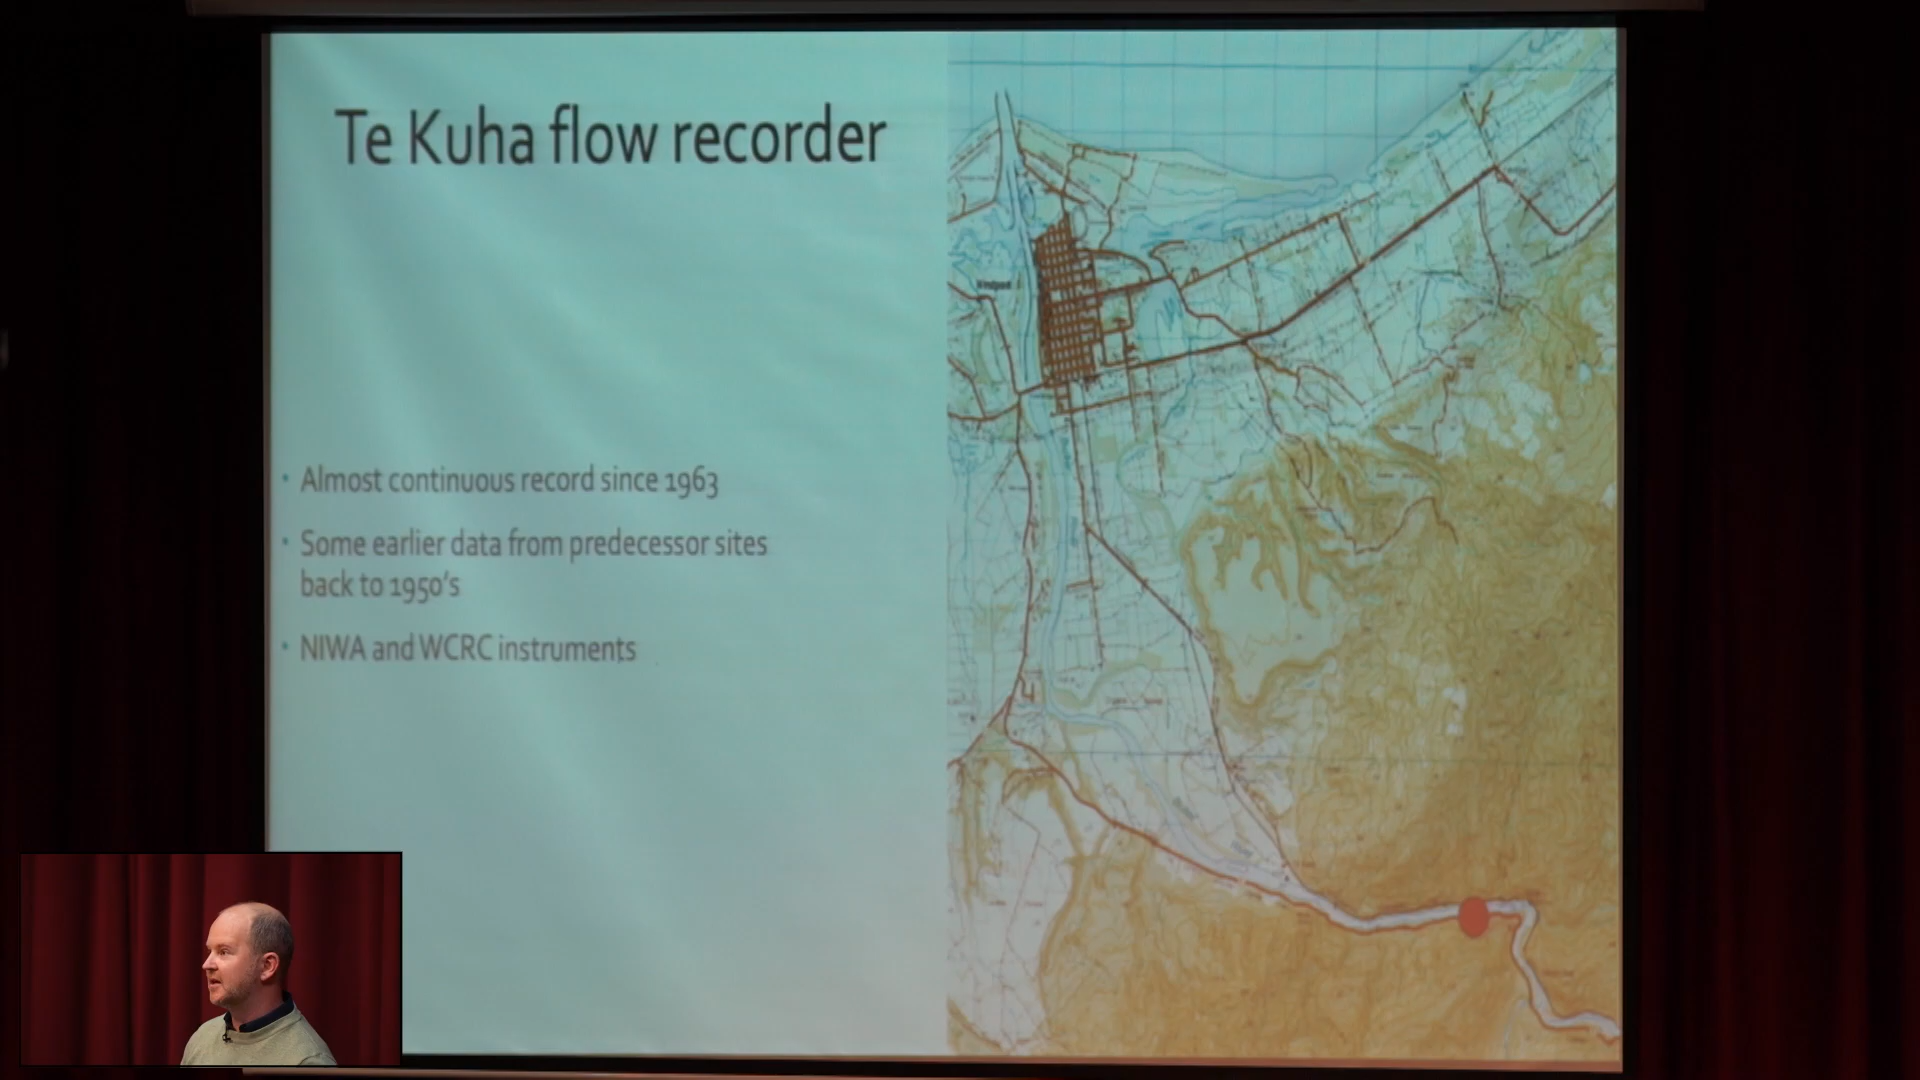 Te Kuha flow recorder
Westport
• Almost continuous record since 1963
• Some earlier data from predecessor sites
back to 1950's
• NIWA and WCRC instruments